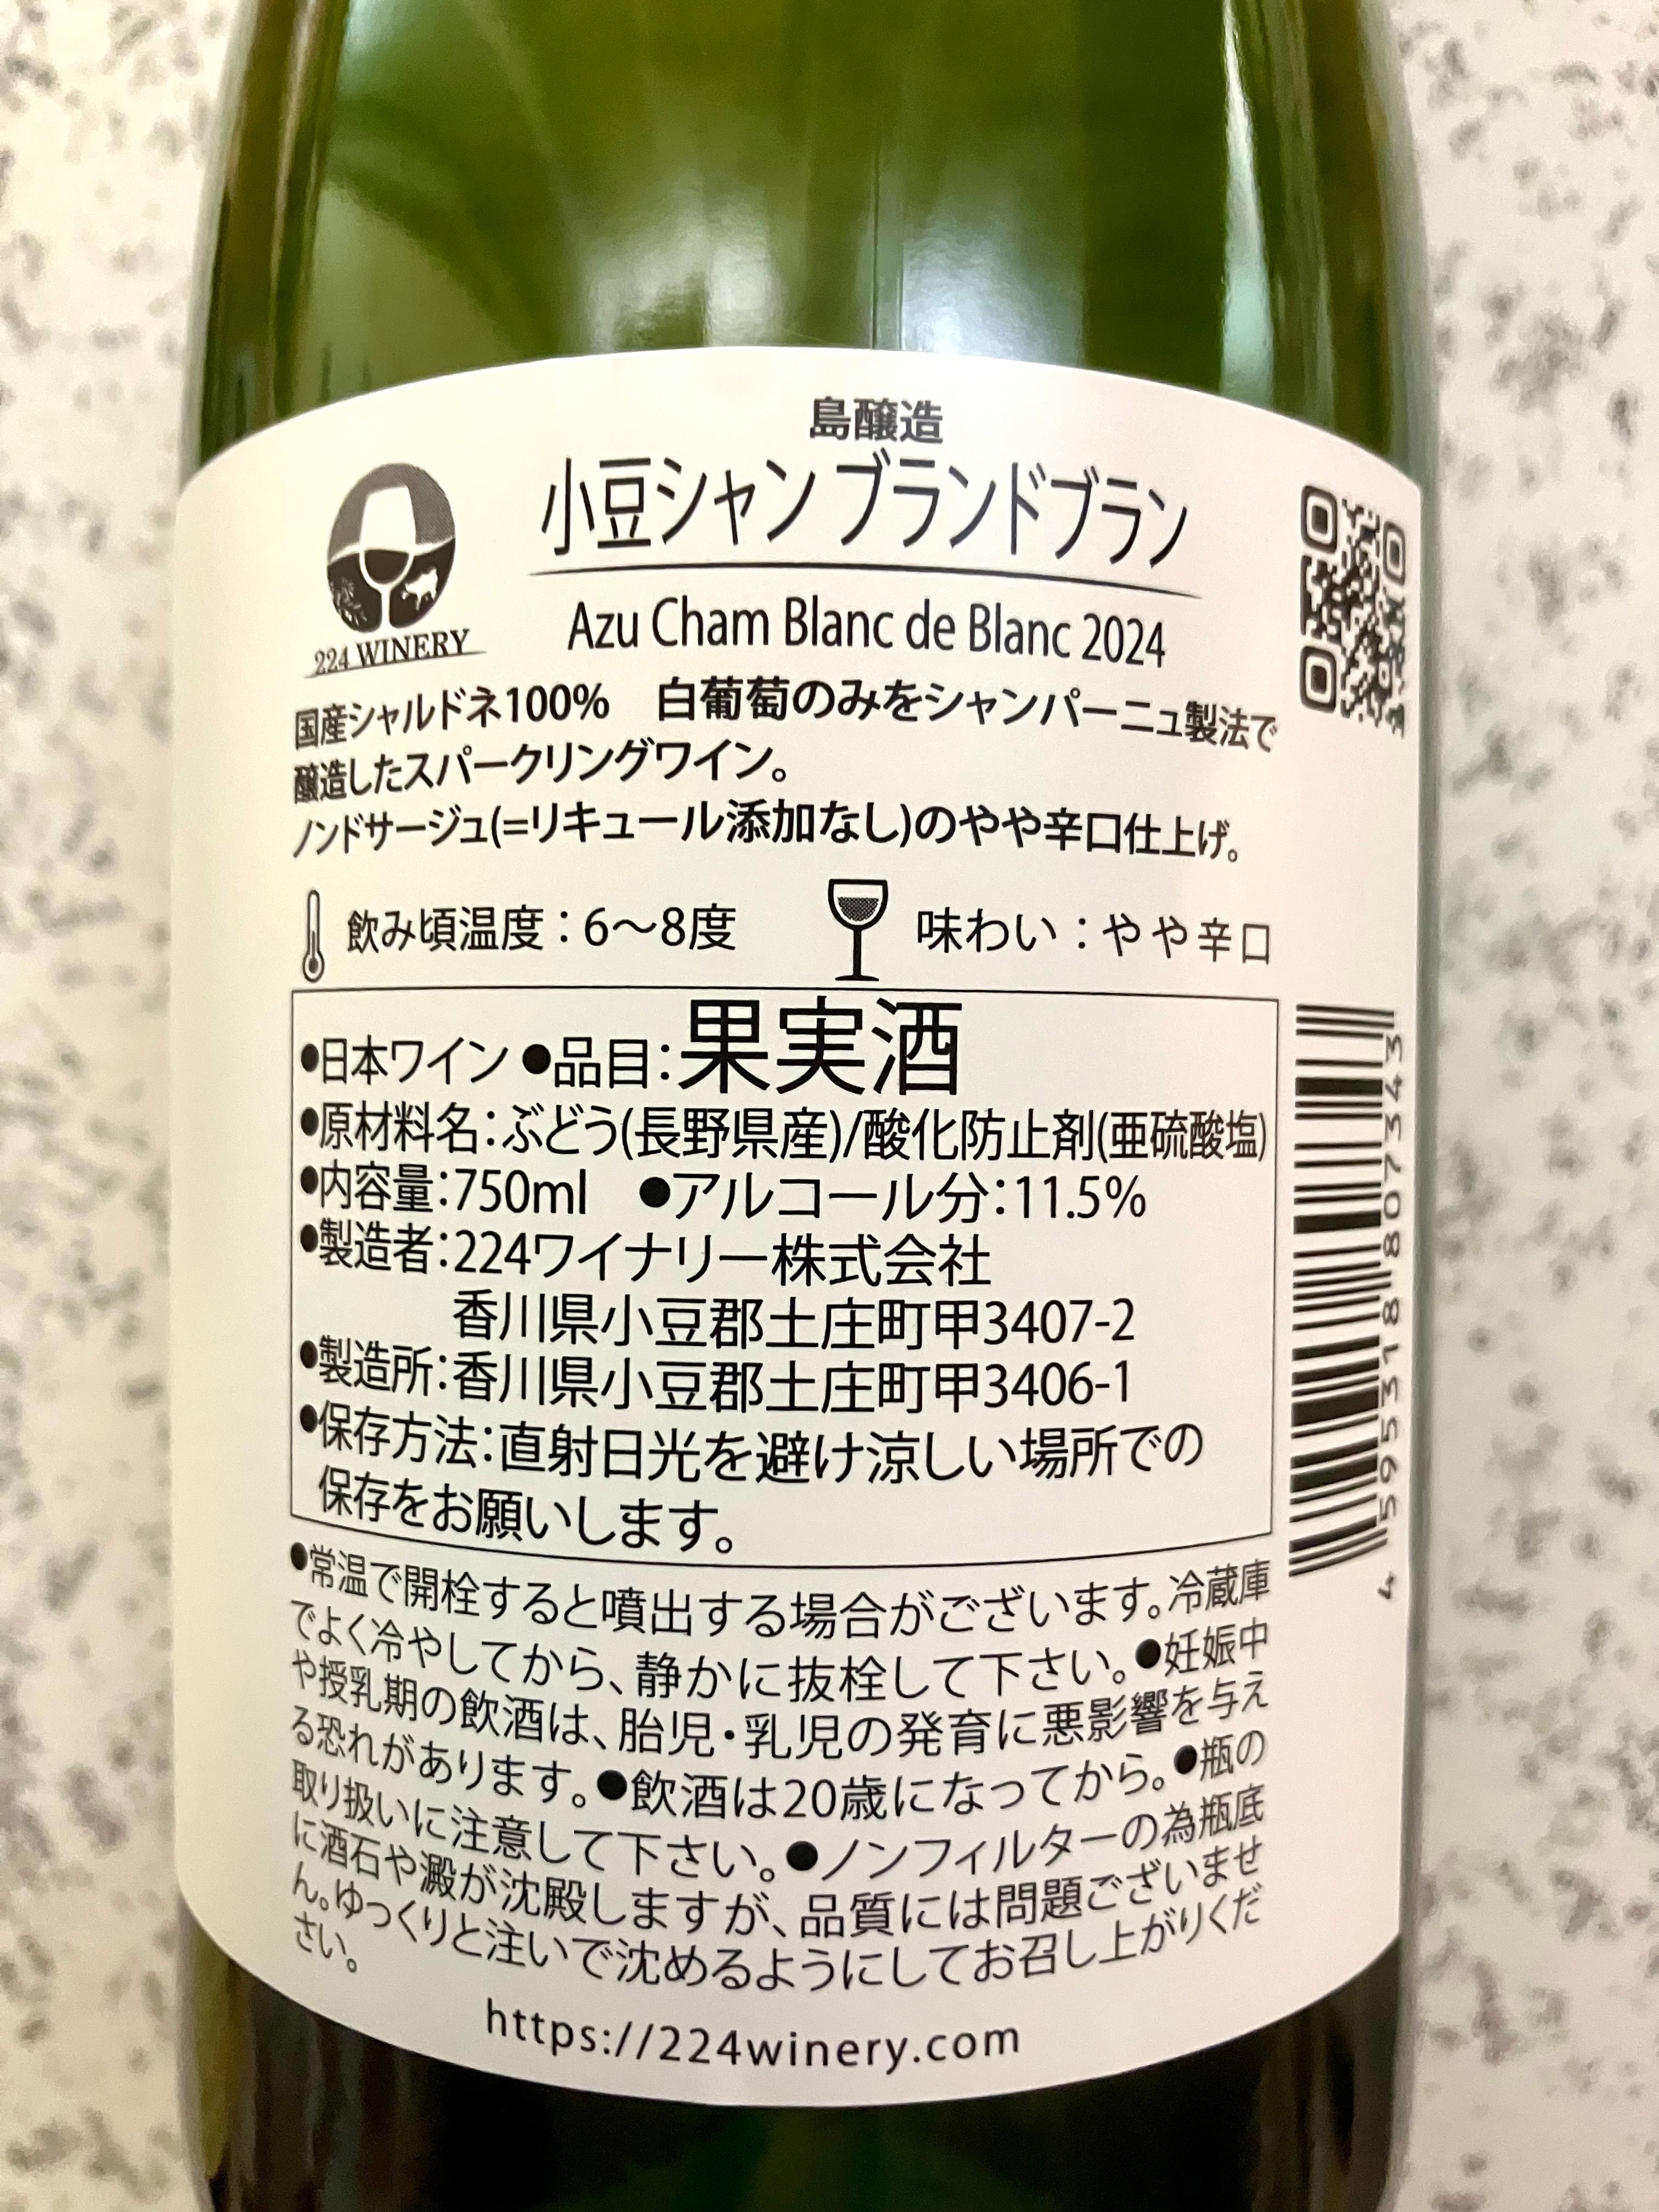 島醸造
小豆シャン ブランドブラン
Azu Cham Blanc de Blanc 2024
224 WINERY
国産シャルドネ100%　白葡萄のみをシャンパーニュ製法で
醸造したスパークリングワイン。
ノンドサージュ(=リキュール添加なし)のやや辛口仕上げ。
飲み頃温度：6～8度　味わい：やや辛口
●日本ワイン ●品目：果実酒
●原材料名：ぶどう(長野県産)/酸化防止剤(亜硫酸塩)
●内容量：750ml　●アルコール分：11.5%
●製造者：224ワイナリー株式会社
香川県小豆郡土庄町甲3407-2
●製造所：香川県小豆郡土庄町甲3406-1
●保存方法：直射日光を避け涼しい場所での
保存をお願いします。
●常温で開栓すると噴出する場合がございます。冷蔵庫
でよく冷やしてから、静かに抜栓して下さい。●妊娠中
や授乳期の飲酒は、胎児・乳児の発育に悪影響を与え
る恐れがあります。●飲酒は20歳になってから。●瓶の
取り扱いに注意して下さい。●ノンフィルターの為瓶底
に酒石や澱が沈殿しますが、品質には問題ございませ
ん。ゆっくりと注いで沈めるようにしてお召し上がりくだ
さい。
https://224winery.com
4 595318 807343